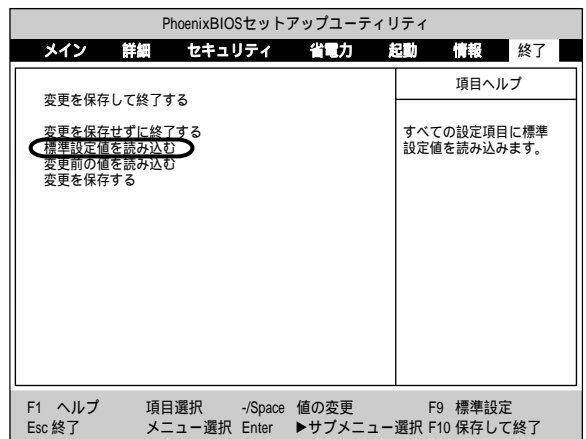 PhoenixBIOSセットアップユーティリティ
メイン 詳細 セキュリティ 省電力 起動 情報 終了
変更を保存して終了する
変更を保存せずに終了する
標準設定値を読み込む
変更前の値を読み込む
変更を保存する
項目ヘルプ
すべての設定項目に標準
設定値を読み込みます。
F1 ヘルプ 項目選択 -/Space 値の変更 F9 標準設定
Esc 終了 メニュー選択 Enter ▶サブメニュー選択 F10 保存して終了